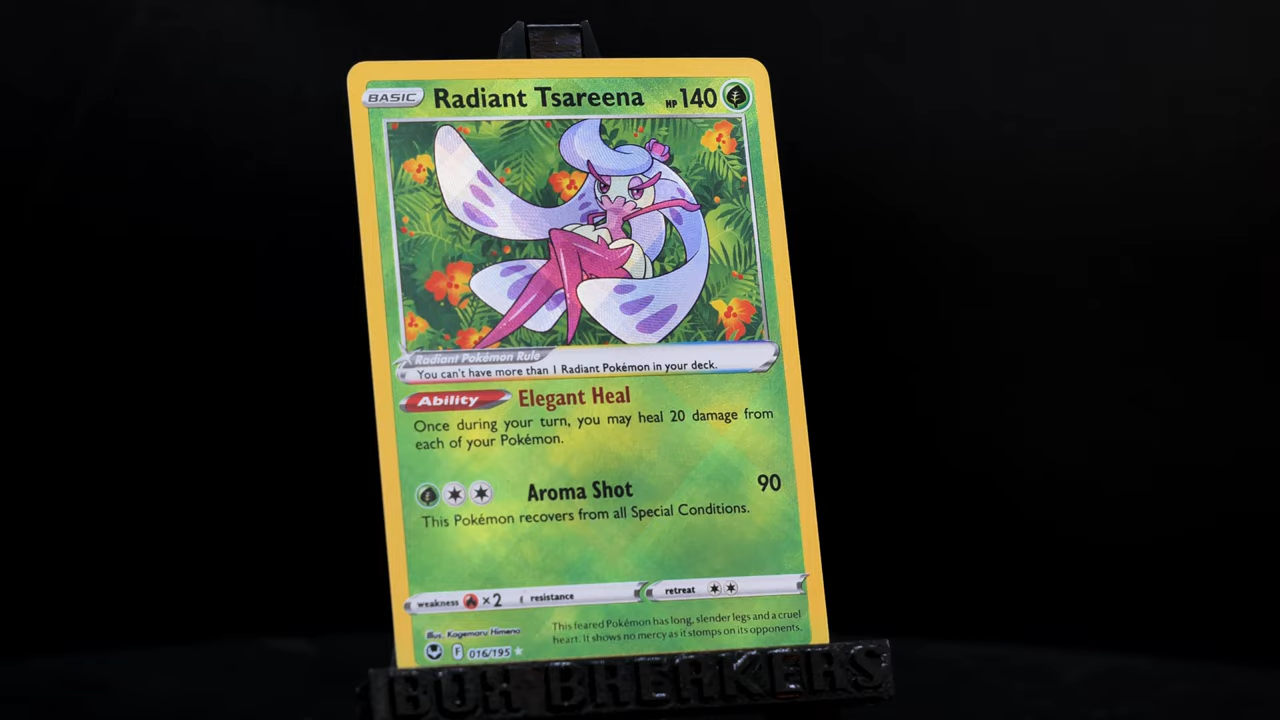 BASIC Radiant Tsareena HP 140
Radiant Pokémon Rule
You can't have more than 1 Radiant Pokémon in your deck.
Ability Elegant Heal
Once during your turn, you may heal 20 damage from
each of your Pokémon.
Aroma Shot 90
This Pokémon recovers from all Special Conditions.
weakness ×2 resistance retreat
Illus. Kagemaru Himeno
This feared Pokémon has long, slender legs and a cruel
heart. It shows no mercy as it stomps on its opponents.
F 016/195
BOX BREAKERS